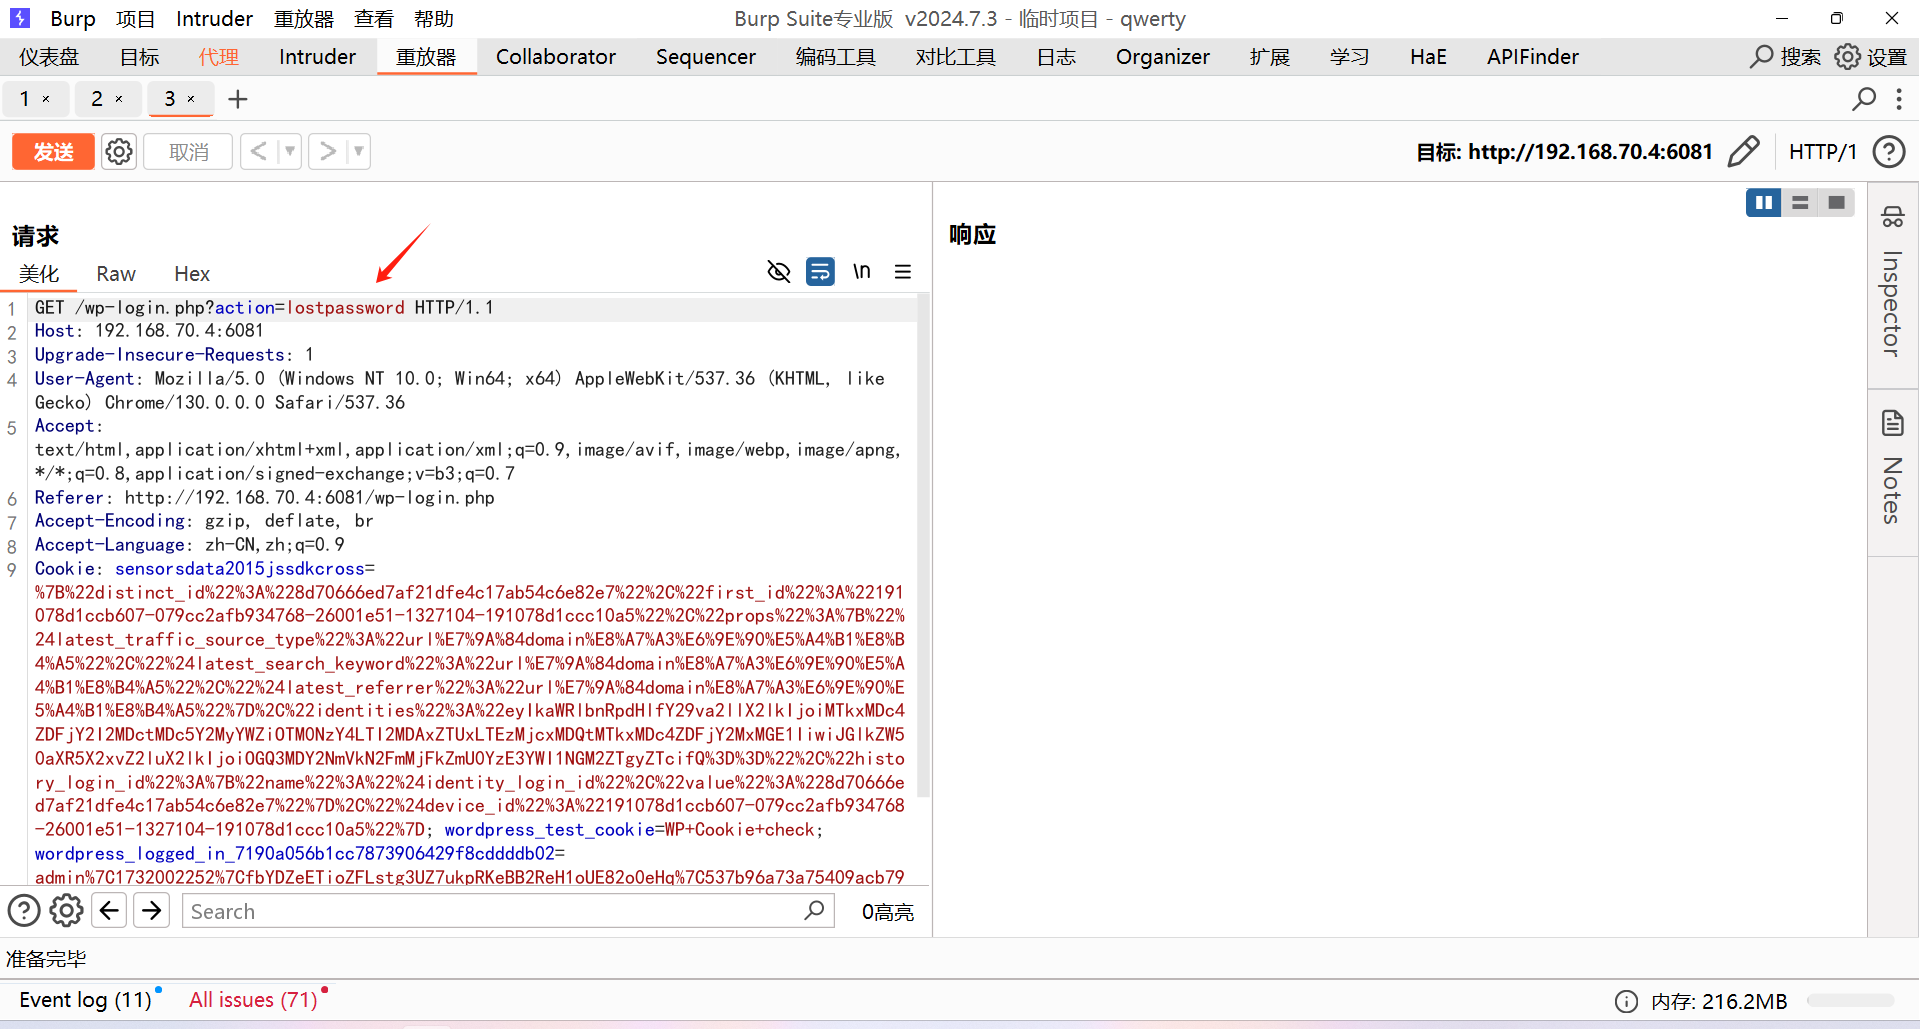 Burp 项目 Intruder 重放器 查看 帮助 Burp Suite专业版 v2024.7.3 - 临时项目 - qwerty
仪表盘 目标 代理 Intruder 重放器 Collaborator Sequencer 编码工具 对比工具 日志 Organizer 扩展 学习 HaE APIFinder 搜索 设置
1 × 2 × 3 × +
发送 取消 < > 目标: http://192.168.70.4:6081 HTTP/1
请求
响应
美化 Raw Hex \n
1 GET /wp-login.php?action=lostpassword HTTP/1.1
2 Host: 192.168.70.4:6081
3 Upgrade-Insecure-Requests: 1
4 User-Agent: Mozilla/5.0 (Windows NT 10.0; Win64; x64) AppleWebKit/537.36 (KHTML, like
Gecko) Chrome/130.0.0.0 Safari/537.36
5 Accept:
text/html,application/xhtml+xml,application/xml;q=0.9,image/avif,image/webp,image/apng,
*/*;q=0.8,application/signed-exchange;v=b3;q=0.7
6 Referer: http://192.168.70.4:6081/wp-login.php
7 Accept-Encoding: gzip, deflate, br
8 Accept-Language: zh-CN,zh;q=0.9
9 Cookie: sensorsdata2015jssdkcross=
%7B%22distinct_id%22%3A%228d70666ed7af21dfe4c17ab54c6e82e7%22%2C%22first_id%22%3A%22191
078d1ccb607-079cc2afb934768-26001e51-1327104-191078d1ccc10a5%22%2C%22props%22%3A%7B%22%
24latest_traffic_source_type%22%3A%22url%E7%9A%84domain%E8%A7%A3%E6%9E%90%E5%A4%B1%E8%B
4%A5%22%2C%22%24latest_search_keyword%22%3A%22url%E7%9A%84domain%E8%A7%A3%E6%9E%90%E5%A
4%B1%E8%B4%A5%22%2C%22%24latest_referrer%22%3A%22url%E7%9A%84domain%E8%A7%A3%E6%9E%90%E
5%A4%B1%E8%B4%A5%22%7D%2C%22identities%22%3A%22eyIkaWRlbnRpdHlfY29va2llX2lkIjoiMTkxMDc4
ZDFjY2I2MDctMDc5Y2MyYWZiOTM0NzY4LTI2MDAxZTUxLTEzMjcxMDQtMTkxMDc4ZDFjY2MxMGE1IiwiJGlkZW5
0aXR5X2xvZ2luX2lkIjoiOGQ3MDY2NmVkN2FmMjFkZmU0YzE3YWI1NGM2ZTgyZTcifQ%3D%3D%22%2C%22histo
ry_login_id%22%3A%7B%22name%22%3A%22%24identity_login_id%22%2C%22value%22%3A%228d70666e
d7af21dfe4c17ab54c6e82e7%22%7D%2C%22%24device_id%22%3A%22191078d1ccb607-079cc2afb934768
-26001e51-1327104-191078d1ccc10a5%22%7D; wordpress_test_cookie=WP+Cookie+check;
wordpress_logged_in_7190a056b1cc7873906429f8cddddb02=
admin%7C1732002252%7CfbYDZeETioZFLstg3UZ7ukpRKeBB2ReH1oUE82o0eHq%7C537b96a73a75409acb79
Inspector
Notes
Search 0高亮
准备完毕
Event log (11) All issues (71) 内存: 216.2MB